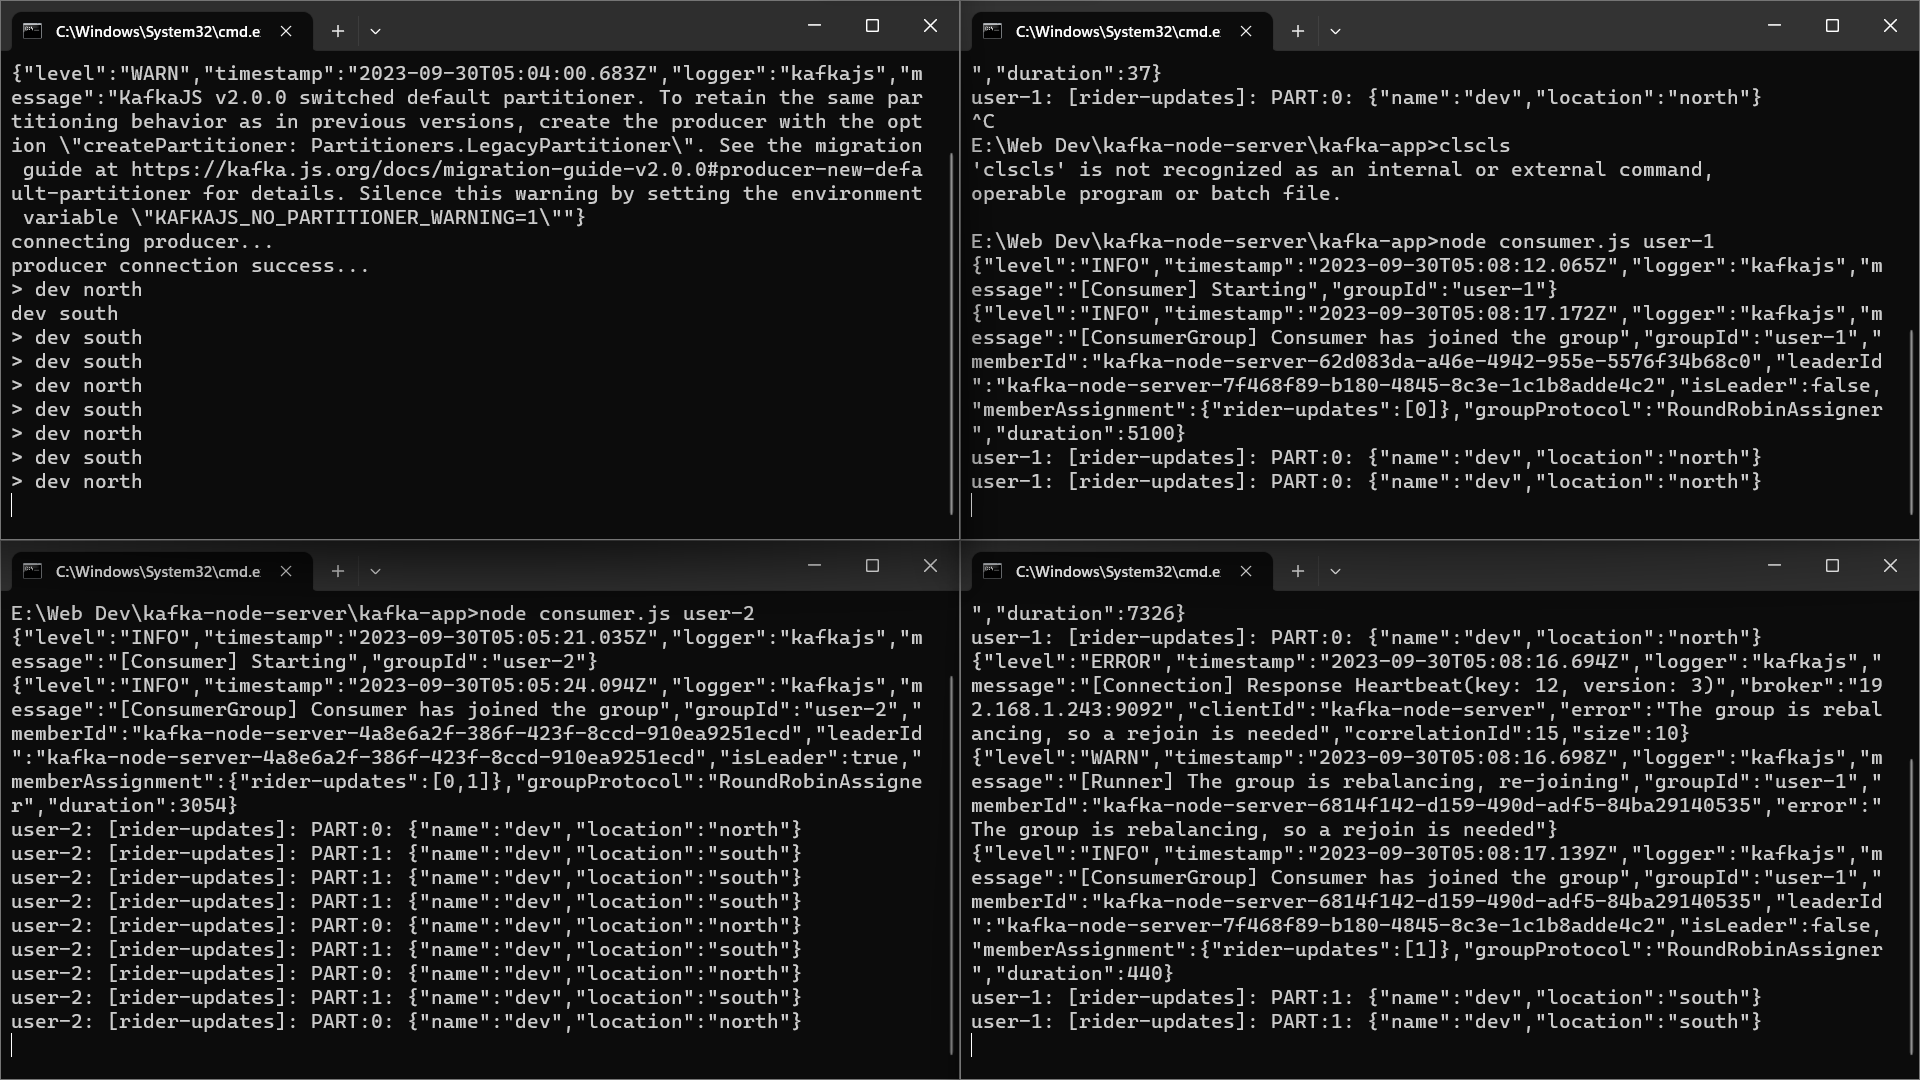 C:\Windows\System32\cmd.e
{"level":"WARN","timestamp":"2023-09-30T05:04:00.683Z","logger":"kafkajs","m
essage":"KafkaJS v2.0.0 switched default partitioner. To retain the same par
titioning behavior as in previous versions, create the producer with the opt
ion \"createPartitioner: Partitioners.LegacyPartitioner\". See the migration
 guide at https://kafka.js.org/docs/migration-guide-v2.0.0#producer-new-defa
ult-partitioner for details. Silence this warning by setting the environment
 variable \"KAFKAJS_NO_PARTITIONER_WARNING=1\""}
connecting producer...
producer connection success...
> dev north
dev south
> dev south
> dev south
> dev north
> dev south
> dev north
> dev south
> dev north
C:\Windows\System32\cmd.e
","duration":37}
user-1: [rider-updates]: PART:0: {"name":"dev","location":"north"}
^C
E:\Web Dev\kafka-node-server\kafka-app>clscls
'clscls' is not recognized as an internal or external command,
operable program or batch file.
E:\Web Dev\kafka-node-server\kafka-app>node consumer.js user-1
{"level":"INFO","timestamp":"2023-09-30T05:08:12.065Z","logger":"kafkajs","m
essage":"[Consumer] Starting","groupId":"user-1"}
{"level":"INFO","timestamp":"2023-09-30T05:08:17.172Z","logger":"kafkajs","m
essage":"[ConsumerGroup] Consumer has joined the group","groupId":"user-1","
memberId":"kafka-node-server-62d083da-a46e-4942-955e-5576f34b68c0","leaderId
":"kafka-node-server-7f468f89-b180-4845-8c3e-1c1b8adde4c2","isLeader":false,
"memberAssignment":{"rider-updates":[0]},"groupProtocol":"RoundRobinAssigner
","duration":5100}
user-1: [rider-updates]: PART:0: {"name":"dev","location":"north"}
user-1: [rider-updates]: PART:0: {"name":"dev","location":"north"}
C:\Windows\System32\cmd.e
E:\Web Dev\kafka-node-server\kafka-app>node consumer.js user-2
{"level":"INFO","timestamp":"2023-09-30T05:05:21.035Z","logger":"kafkajs","m
essage":"[Consumer] Starting","groupId":"user-2"}
{"level":"INFO","timestamp":"2023-09-30T05:05:24.094Z","logger":"kafkajs","m
essage":"[ConsumerGroup] Consumer has joined the group","groupId":"user-2","
memberId":"kafka-node-server-4a8e6a2f-386f-423f-8ccd-910ea9251ecd","leaderId
":"kafka-node-server-4a8e6a2f-386f-423f-8ccd-910ea9251ecd","isLeader":true,"
memberAssignment":{"rider-updates":[0,1]},"groupProtocol":"RoundRobinAssigne
r","duration":3054}
user-2: [rider-updates]: PART:0: {"name":"dev","location":"north"}
user-2: [rider-updates]: PART:1: {"name":"dev","location":"south"}
user-2: [rider-updates]: PART:1: {"name":"dev","location":"south"}
user-2: [rider-updates]: PART:1: {"name":"dev","location":"south"}
user-2: [rider-updates]: PART:0: {"name":"dev","location":"north"}
user-2: [rider-updates]: PART:1: {"name":"dev","location":"south"}
user-2: [rider-updates]: PART:0: {"name":"dev","location":"north"}
user-2: [rider-updates]: PART:1: {"name":"dev","location":"south"}
user-2: [rider-updates]: PART:0: {"name":"dev","location":"north"}
C:\Windows\System32\cmd.e
","duration":7326}
user-1: [rider-updates]: PART:0: {"name":"dev","location":"north"}
{"level":"ERROR","timestamp":"2023-09-30T05:08:16.694Z","logger":"kafkajs","
message":"[Connection] Response Heartbeat(key: 12, version: 3)","broker":"19
2.168.1.243:9092","clientId":"kafka-node-server","error":"The group is rebal
ancing, so a rejoin is needed","correlationId":15,"size":10}
{"level":"WARN","timestamp":"2023-09-30T05:08:16.698Z","logger":"kafkajs","m
essage":"[Runner] The group is rebalancing, re-joining","groupId":"user-1","
memberId":"kafka-node-server-6814f142-d159-490d-adf5-84ba29140535","error":"
The group is rebalancing, so a rejoin is needed"}
{"level":"INFO","timestamp":"2023-09-30T05:08:17.139Z","logger":"kafkajs","m
essage":"[ConsumerGroup] Consumer has joined the group","groupId":"user-1","
memberId":"kafka-node-server-6814f142-d159-490d-adf5-84ba29140535","leaderId
":"kafka-node-server-7f468f89-b180-4845-8c3e-1c1b8adde4c2","isLeader":false,
"memberAssignment":{"rider-updates":[1]},"groupProtocol":"RoundRobinAssigner
","duration":440}
user-1: [rider-updates]: PART:1: {"name":"dev","location":"south"}
user-1: [rider-updates]: PART:1: {"name":"dev","location":"south"}